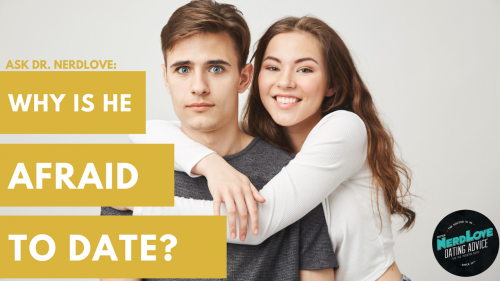 ASK DR. NERDLOVE:
WHY IS HE
AFRAID
TO DATE?
NERDLOVE
DATING ADVICE